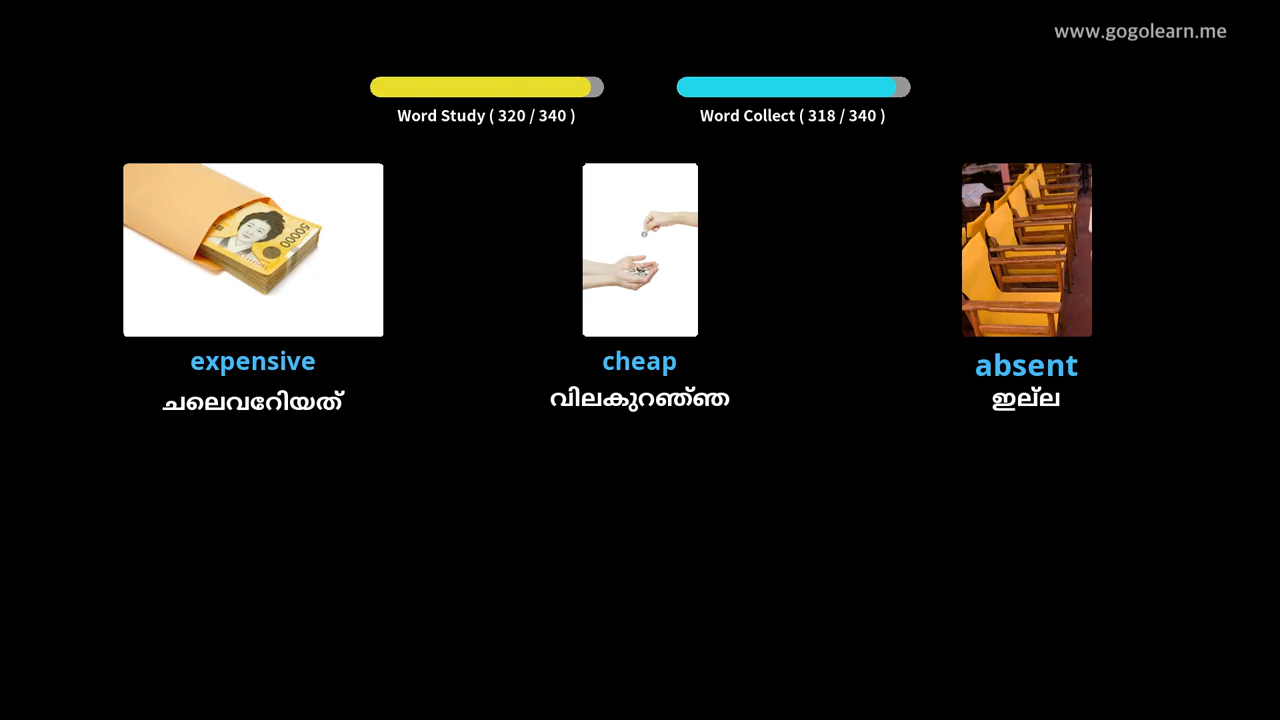 www.gogolearn.me
Word Study ( 320 / 340 )
Word Collect ( 318 / 340 )
50000
expensive
cheap
absent
ചലെവറേിയത്
വിലകുറഞ്ഞ
ഇല്ല